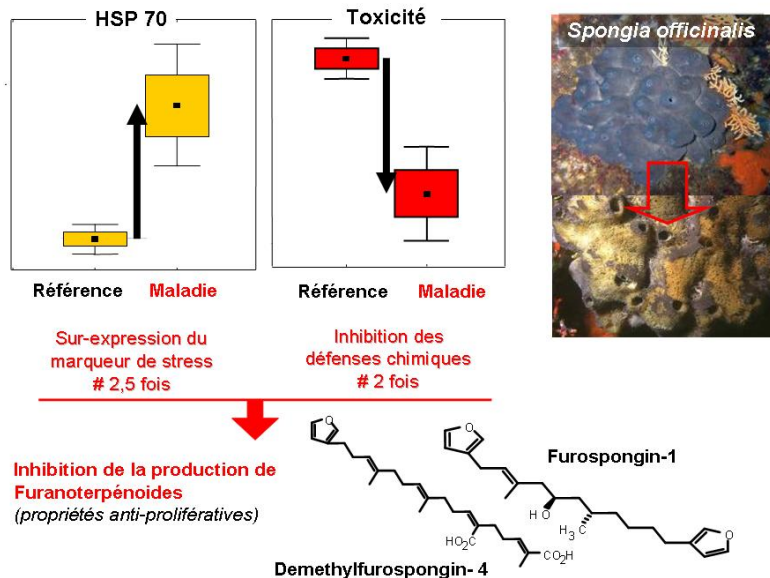 HSP 70
Toxicité
Spongia officinalis
Référence Maladie
Référence Maladie
Sur-expression du
marqueur de stress
# 2,5 fois
Inhibition des
défenses chimiques
# 2 fois
Inhibition de la production de
Furanoterpénoides
(propriétés anti-prolifératives)
O
O
Furospongin-1
HO
H₃C
O
HO₂C
CO₂H
Demethylfurospongin- 4